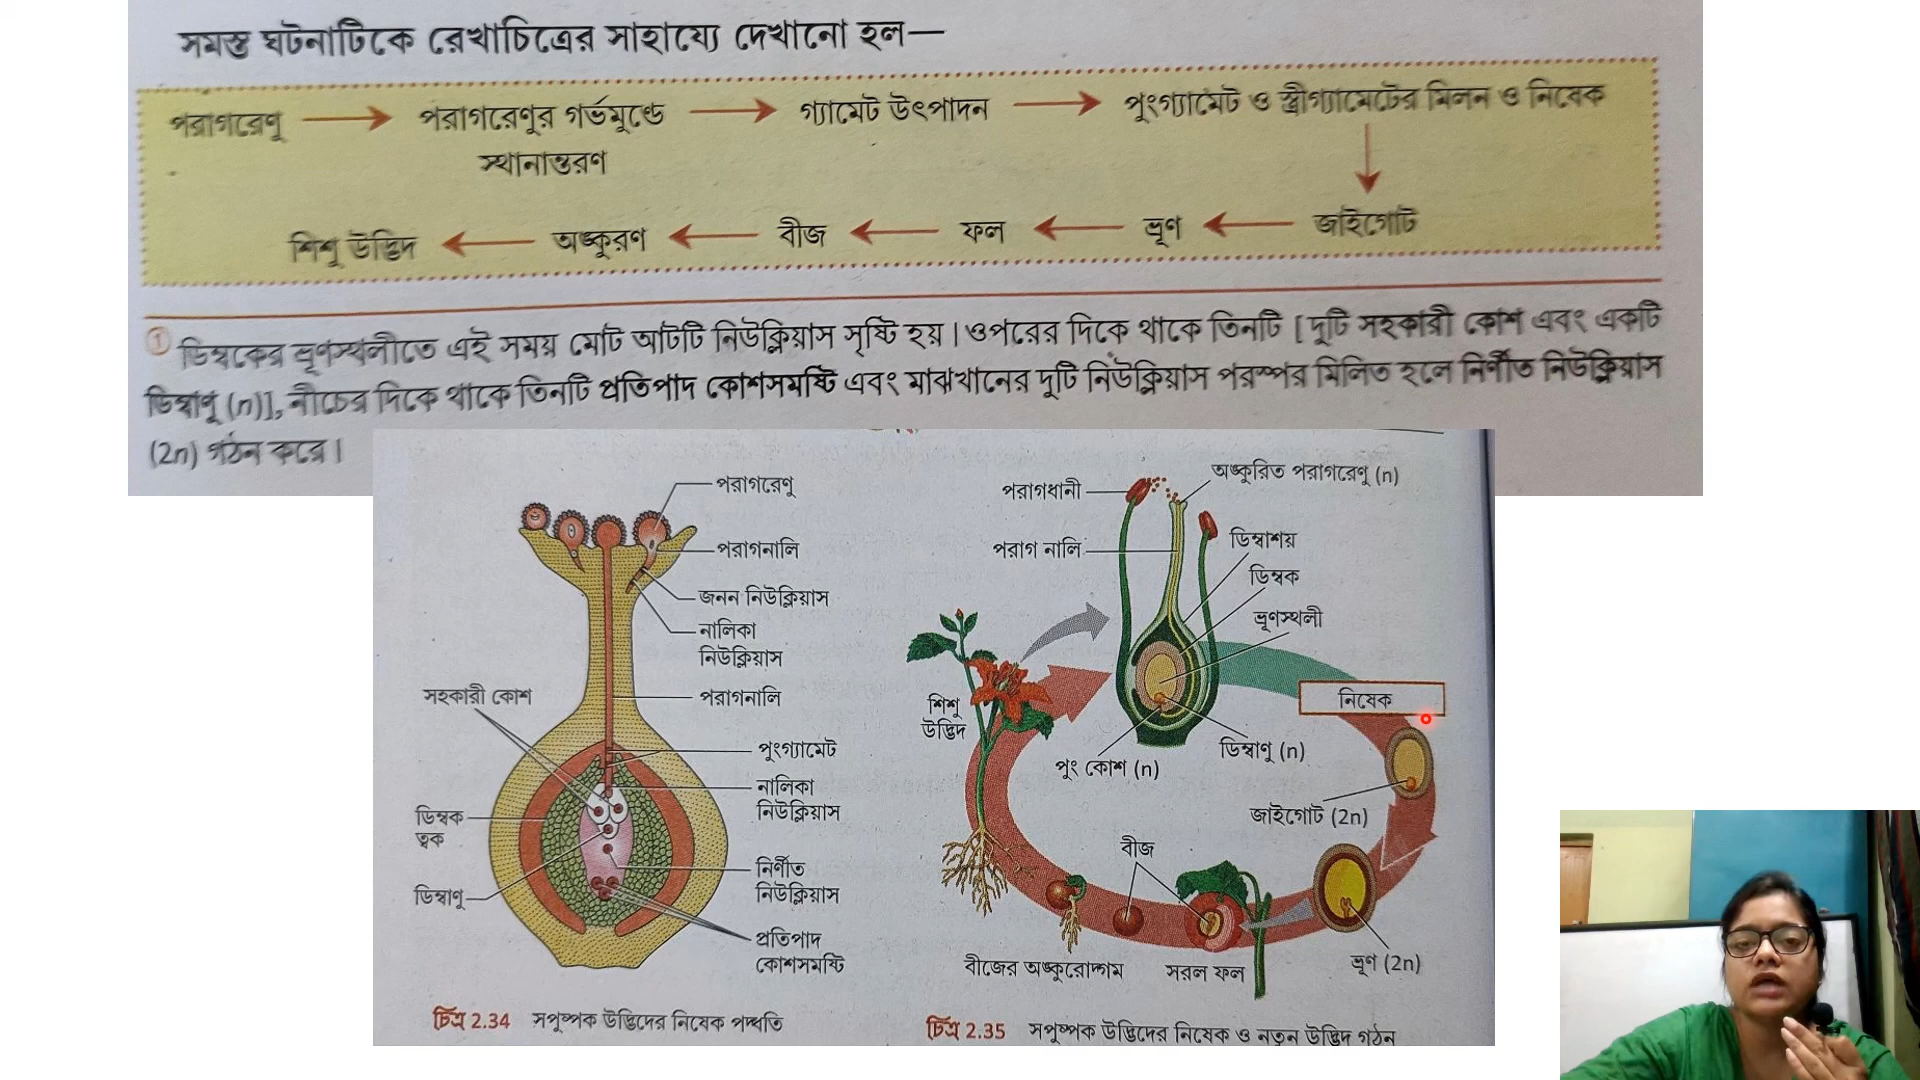 সমস্ত ঘটনাটিকে রেখাচিত্রের সাহায্যে দেখানো হল—
পরাগরেণু → পরাগরেণুর গর্ভমুণ্ডে → গ্যামেট উৎপাদন → পুংগ্যামেট ও স্ত্রীগ্যামেটের মিলন ও নিষেক
স্থানান্তরণ
শিশু উদ্ভিদ ← অঙ্কুরণ ← বীজ ← ফল ← ভ্রূণ ← জাইগোট
① ডিম্বকের ভ্রূণস্থলীতে এই সময় মোট আটটি নিউক্লিয়াস সৃষ্টি হয়। ওপরের দিকে থাকে তিনটি [দুটি সহকারী কোশ এবং একটি
ডিম্বাণু (n)], নীচের দিকে থাকে তিনটি প্রতিপাদ কোশসমষ্টি এবং মাঝখানের দুটি নিউক্লিয়াস পরস্পর মিলিত হলে নির্ণীত নিউক্লিয়াস
(2n) গঠন করে।
পরাগরেণু
পরাগনালি
জনন নিউক্লিয়াস
নালিকা
নিউক্লিয়াস
সহকারী কোশ
পরাগনালি
পুংগ্যামেট
নালিকা
নিউক্লিয়াস
ডিম্বক
ত্বক
নির্ণীত
নিউক্লিয়াস
ডিম্বাণু
প্রতিপাদ
কোশসমষ্টি
চিত্র 2.34 সপুষ্পক উদ্ভিদের নিষেক পদ্ধতি
পরাগধানী
অঙ্কুরিত পরাগরেণু (n)
পরাগ নালি
ডিম্বাশয়
ডিম্বক
ভ্রূণস্থলী
নিষেক
শিশু
উদ্ভিদ
পুং কোশ (n)
ডিম্বাণু (n)
জাইগোট (2n)
বীজ
বীজের অঙ্কুরোদ্গম
সরল ফল
ভ্রূণ (2n)
চিত্র 2.35 সপুষ্পক উদ্ভিদের নিষেক ও নতুন উদ্ভিদ গঠন